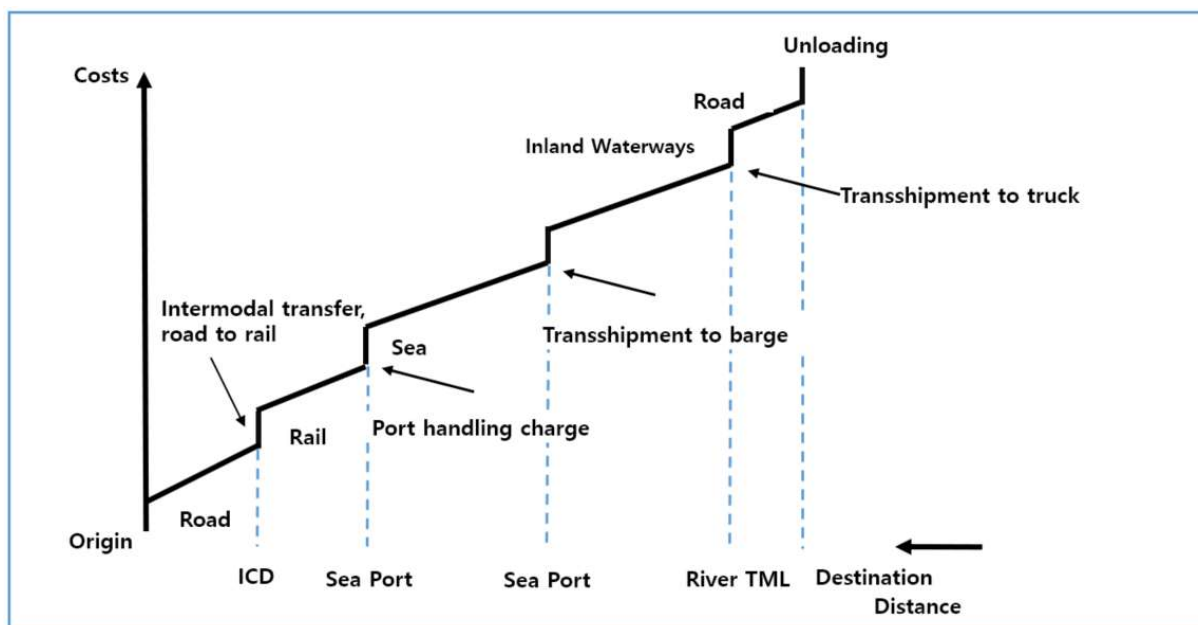 Unloading
Costs
Road
Inland Waterways
Transshipment to truck
Intermodal transfer,
road to rail
Transshipment to barge
Sea
Port handling charge
Rail
Road
Origin
ICD
Sea Port
Sea Port
River TML
Destination
Distance